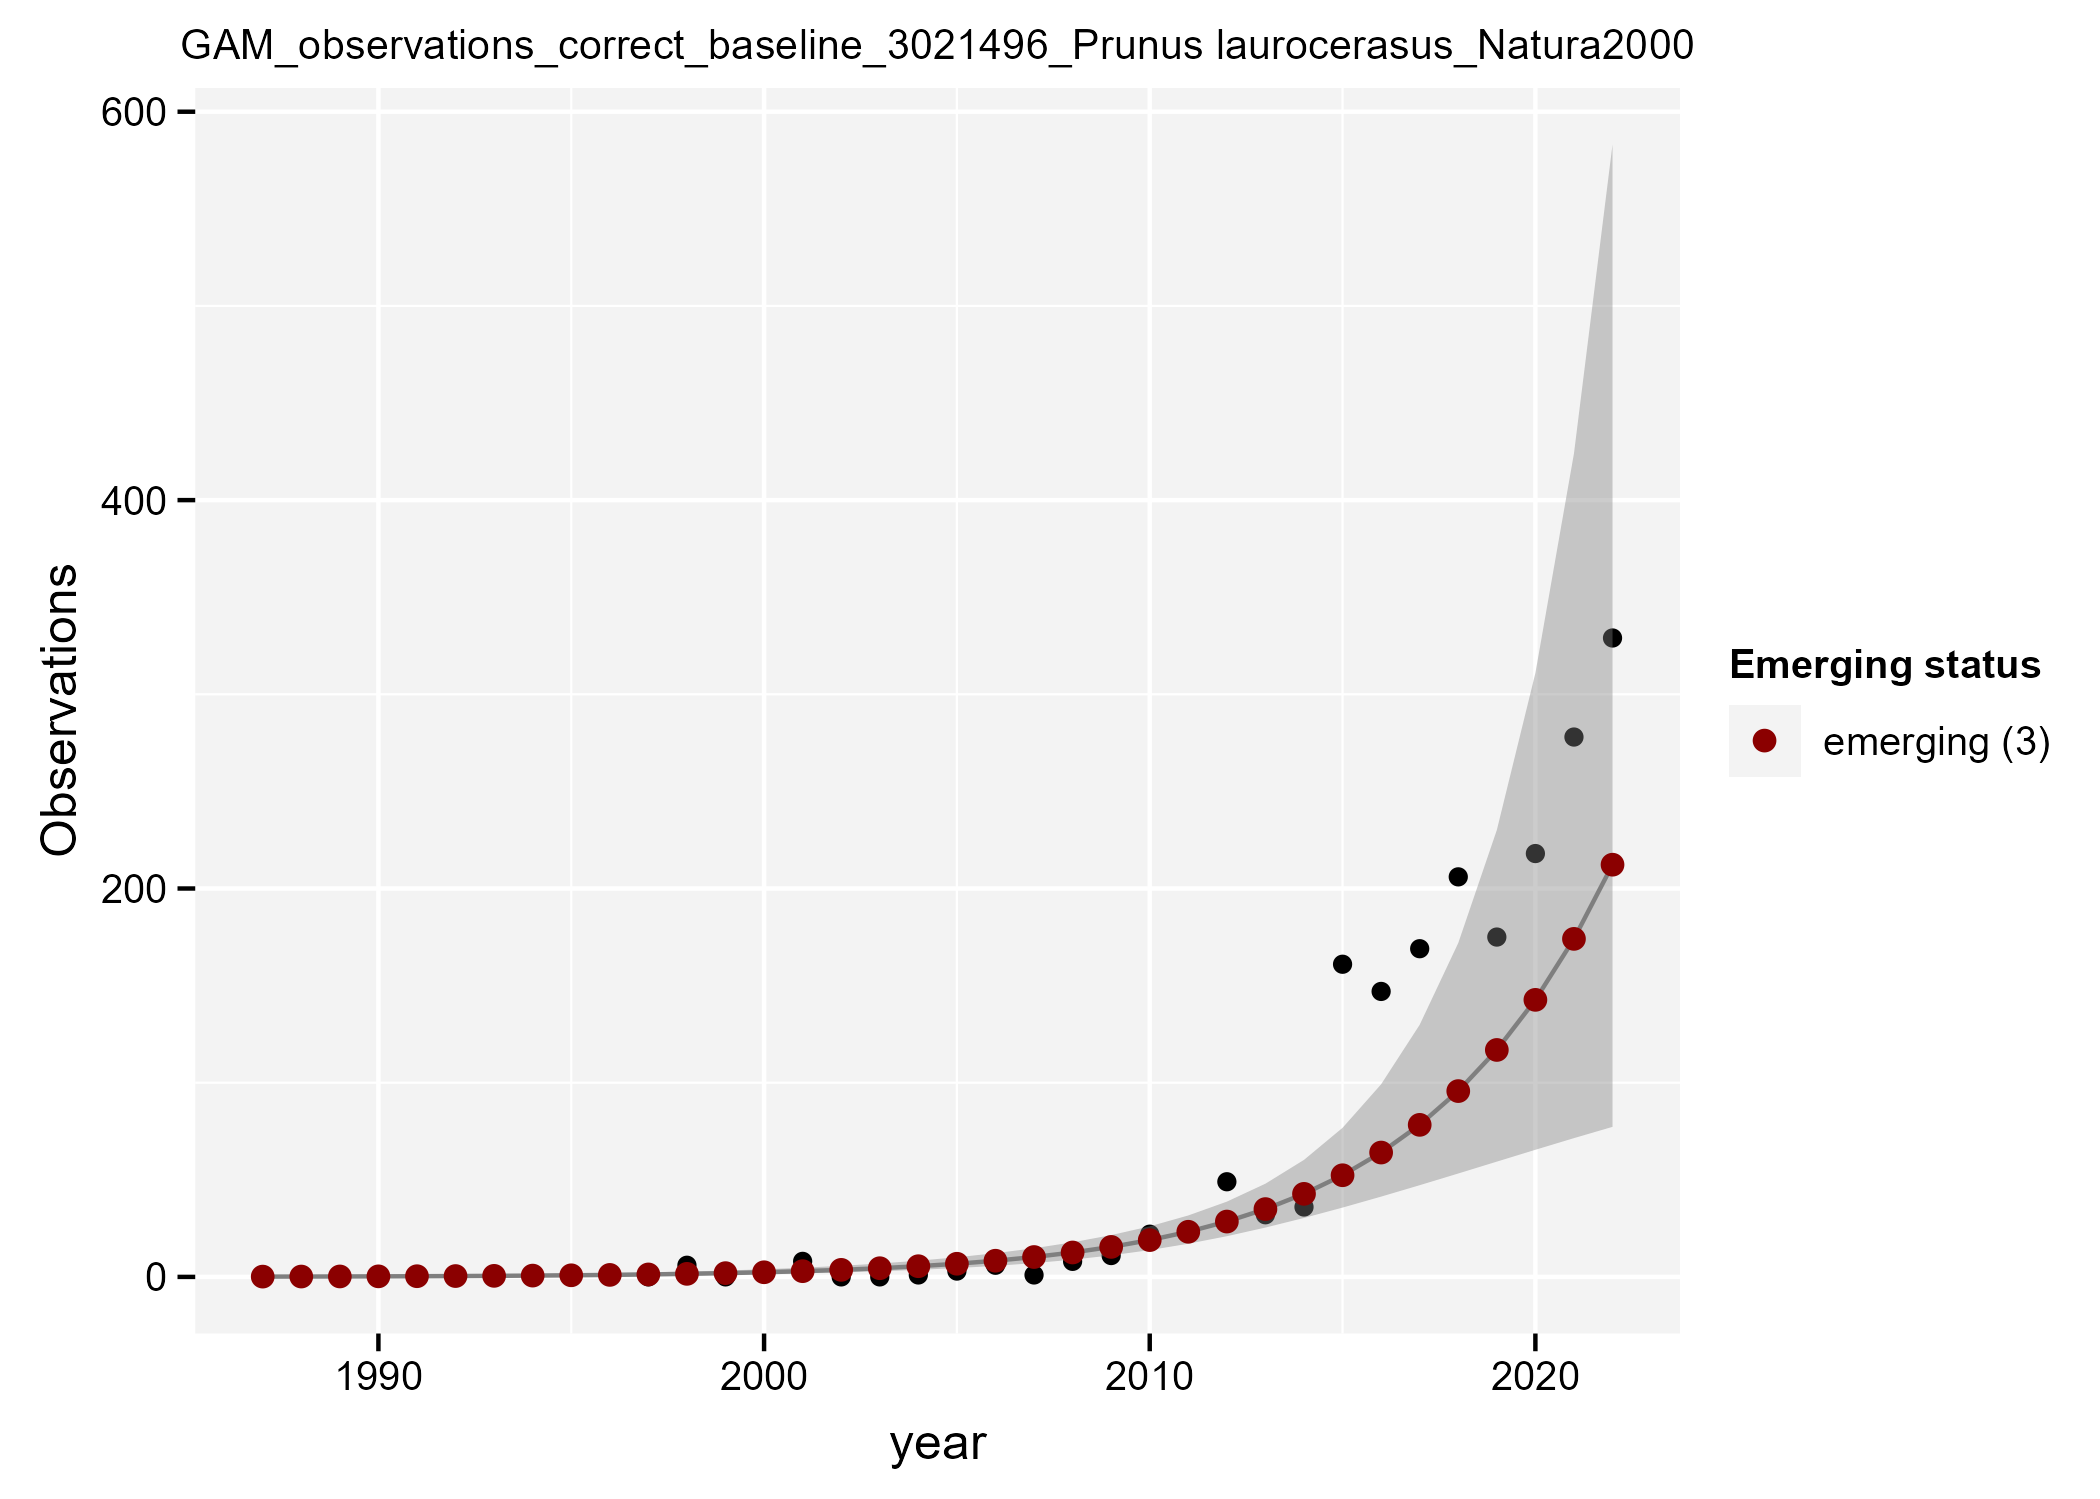 GAM_observations_correct_baseline_3021496_Prunus laurocerasus_Natura2000
600
400
200
0
Observations
1990
2000
2010
2020
year
Emerging status
emerging (3)